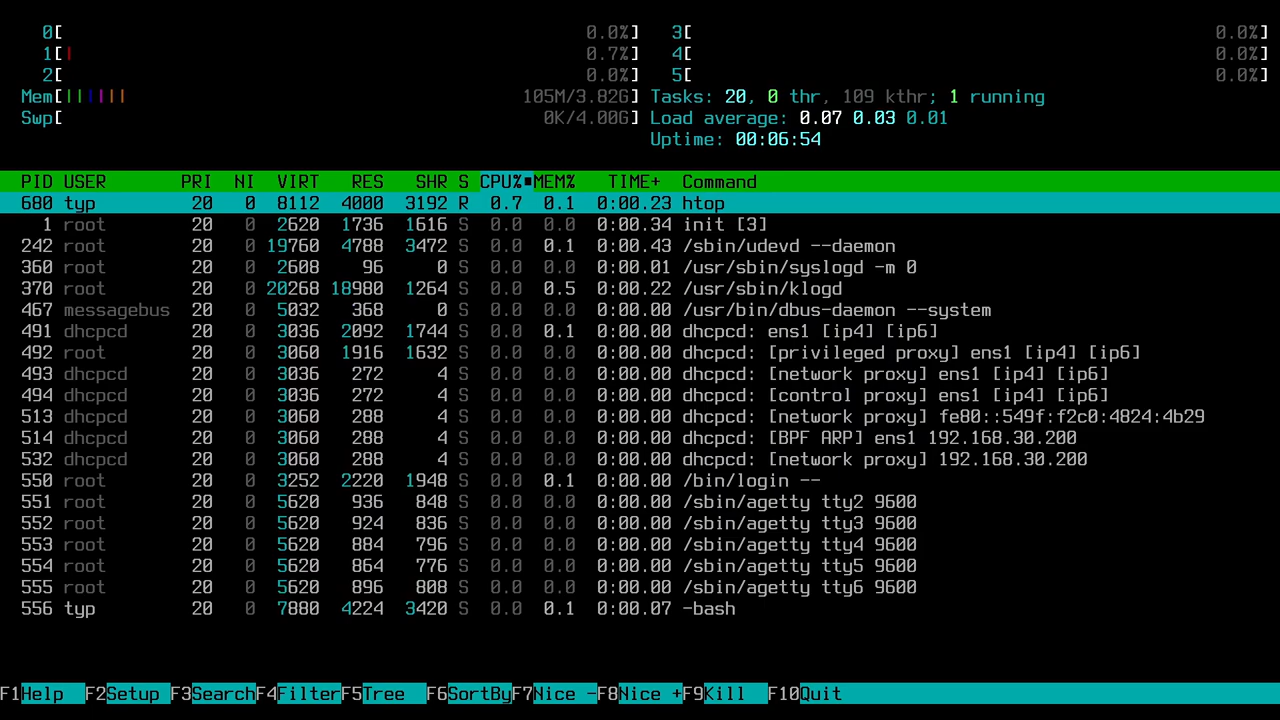 0[ 0.0%] 3[ 0.0%]
1[| 0.7%] 4[ 0.0%]
2[ 0.0%] 5[ 0.0%]
Mem[|||||| 105M/3.82G] Tasks: 20, 0 thr, 109 kthr; 1 running
Swp[ 0K/4.00G] Load average: 0.07 0.03 0.01
Uptime: 00:06:54
PID USER PRI NI VIRT RES SHR S CPU%▪MEM% TIME+ Command
680 typ 20 0 8112 4000 3192 R 0.7 0.1 0:00.23 htop
1 root 20 0 2620 1736 1616 S 0.0 0.0 0:00.34 init [3]
242 root 20 0 19760 4788 3472 S 0.0 0.1 0:00.43 /sbin/udevd --daemon
360 root 20 0 2608 96 0 S 0.0 0.0 0:00.01 /usr/sbin/syslogd -m 0
370 root 20 0 20268 18980 1264 S 0.0 0.5 0:00.22 /usr/sbin/klogd
467 messagebus 20 0 5032 368 0 S 0.0 0.0 0:00.00 /usr/bin/dbus-daemon --system
491 dhcpcd 20 0 3036 2092 1744 S 0.0 0.1 0:00.00 dhcpcd: ens1 [ip4] [ip6]
492 root 20 0 3060 1916 1632 S 0.0 0.0 0:00.00 dhcpcd: [privileged proxy] ens1 [ip4] [ip6]
493 dhcpcd 20 0 3036 272 4 S 0.0 0.0 0:00.00 dhcpcd: [network proxy] ens1 [ip4] [ip6]
494 dhcpcd 20 0 3036 272 4 S 0.0 0.0 0:00.00 dhcpcd: [control proxy] ens1 [ip4] [ip6]
513 dhcpcd 20 0 3060 288 4 S 0.0 0.0 0:00.00 dhcpcd: [network proxy] fe80::549f:f2c0:4824:4b29
514 dhcpcd 20 0 3060 288 4 S 0.0 0.0 0:00.00 dhcpcd: [BPF ARP] ens1 192.168.30.200
532 dhcpcd 20 0 3060 288 4 S 0.0 0.0 0:00.00 dhcpcd: [network proxy] 192.168.30.200
550 root 20 0 3252 2220 1948 S 0.0 0.1 0:00.00 /bin/login --
551 root 20 0 5620 936 848 S 0.0 0.0 0:00.00 /sbin/agetty tty2 9600
552 root 20 0 5620 924 836 S 0.0 0.0 0:00.00 /sbin/agetty tty3 9600
553 root 20 0 5620 884 796 S 0.0 0.0 0:00.00 /sbin/agetty tty4 9600
554 root 20 0 5620 864 776 S 0.0 0.0 0:00.00 /sbin/agetty tty5 9600
555 root 20 0 5620 896 808 S 0.0 0.0 0:00.00 /sbin/agetty tty6 9600
556 typ 20 0 7880 4224 3420 S 0.0 0.1 0:00.07 -bash
F1Help F2Setup F3SearchF4FilterF5Tree F6SortByF7Nice -F8Nice +F9Kill F10Quit